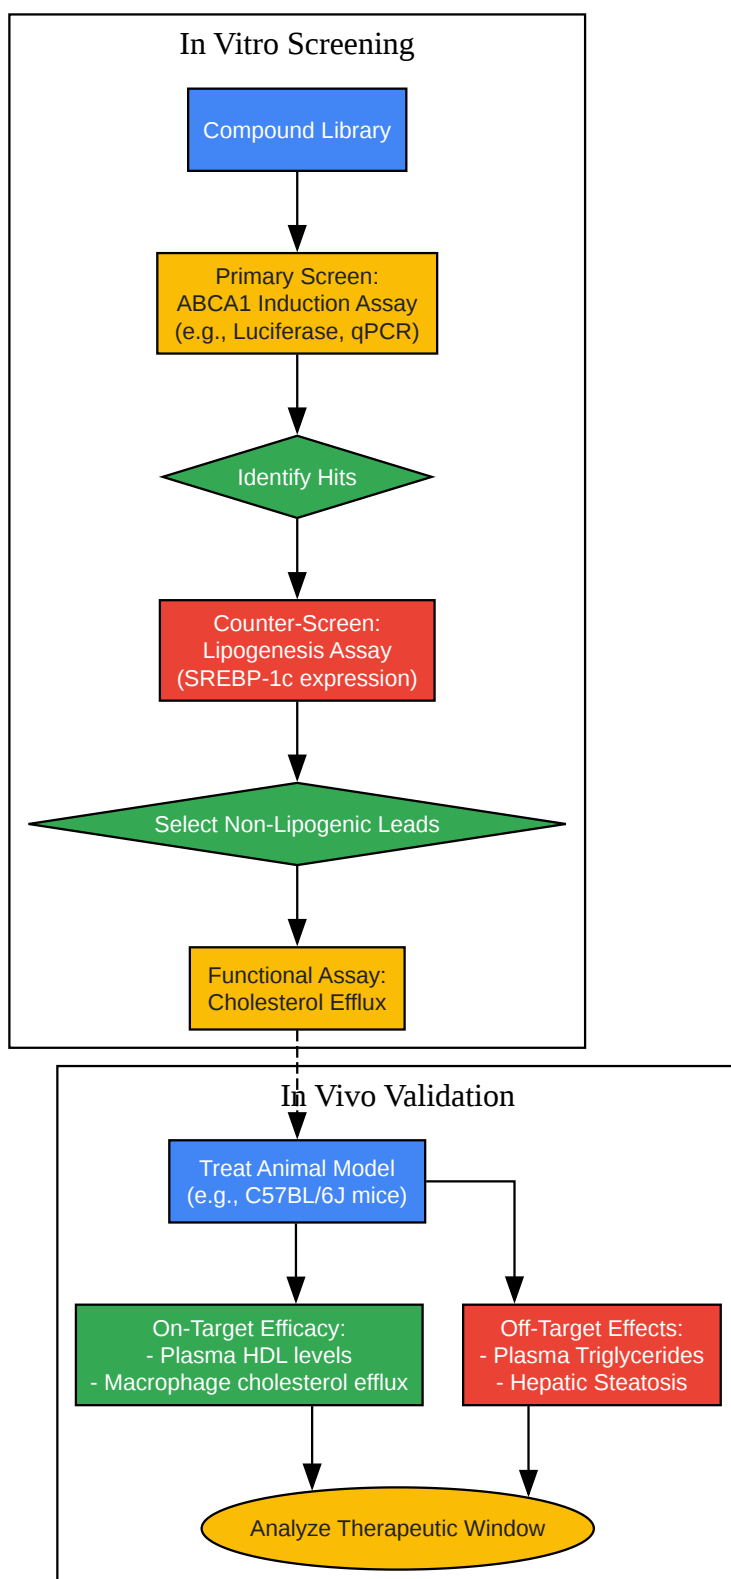 In Vitro Screening
Compound Library
Primary Screen:
ABCA1 Induction Assay
(e.g., Luciferase, qPCR)
Identify Hits
Counter-Screen:
Lipogenesis Assay
(SREBP-1c expression)
Select Non-Lipogenic Leads
Functional Assay:
Cholesterol Efflux
In Vivo Validation
Treat Animal Model
(e.g., C57BL/6J mice)
On-Target Efficacy:
- Plasma HDL levels
- Macrophage cholesterol efflux
Off-Target Effects:
- Plasma Triglycerides
- Hepatic Steatosis
Analyze Therapeutic Window